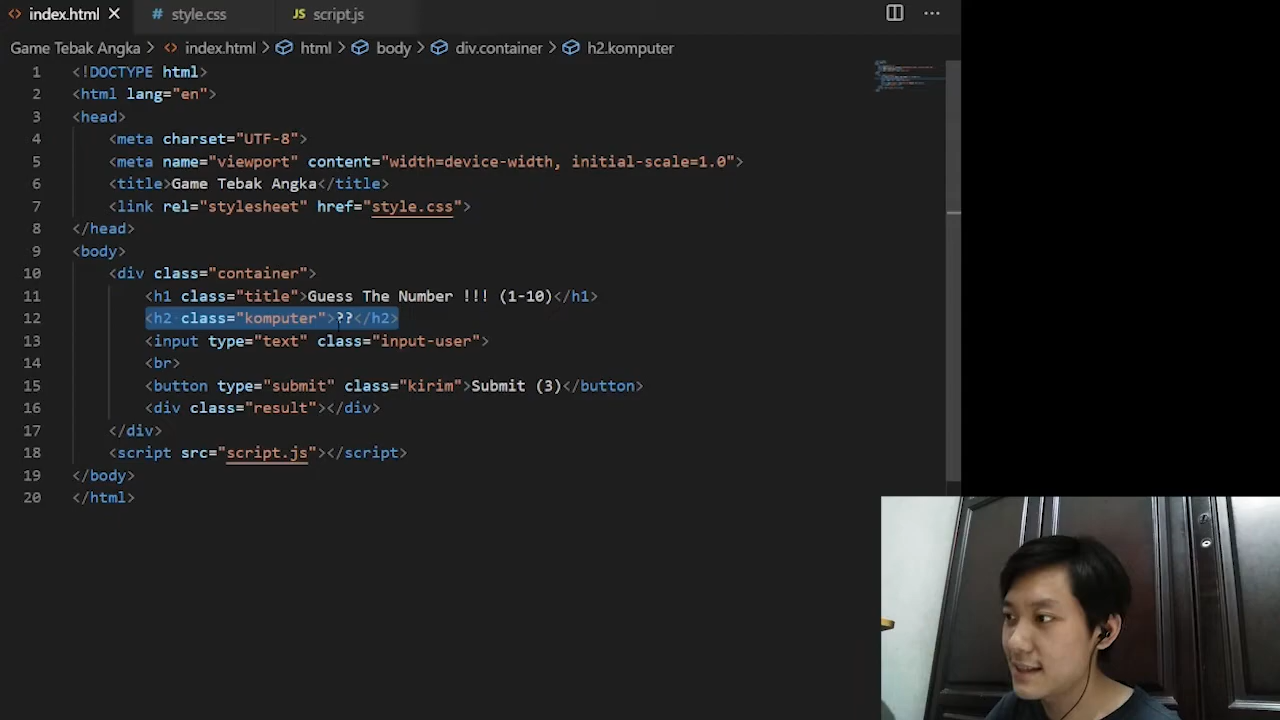 <> index.html X # style.css JS script.js ...
Game Tebak Angka > <> index.html > html > body > div.container > h2.komputer
1 <!DOCTYPE html>
2 <html lang="en">
3 <head>
4 <meta charset="UTF-8">
5 <meta name="viewport" content="width=device-width, initial-scale=1.0">
6 <title>Game Tebak Angka</title>
7 <link rel="stylesheet" href="style.css">
8 </head>
9 <body>
10 <div class="container">
11 <h1 class="title">Guess The Number !!! (1-10)</h1>
12 <h2 class="komputer">??</h2>
13 <input type="text" class="input-user">
14 <br>
15 <button type="submit" class="kirim">Submit (3)</button>
16 <div class="result"></div>
17 </div>
18 <script src="script.js"></script>
19 </body>
20 </html>